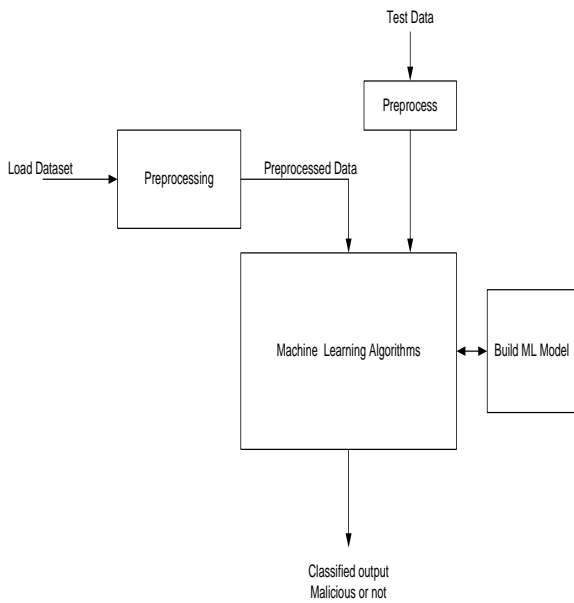 Test Data
Preprocess
Load Dataset
Preprocessing
Preprocessed Data
Machine Learning Algorithms
Build ML Model
Classified output
Malicious or not